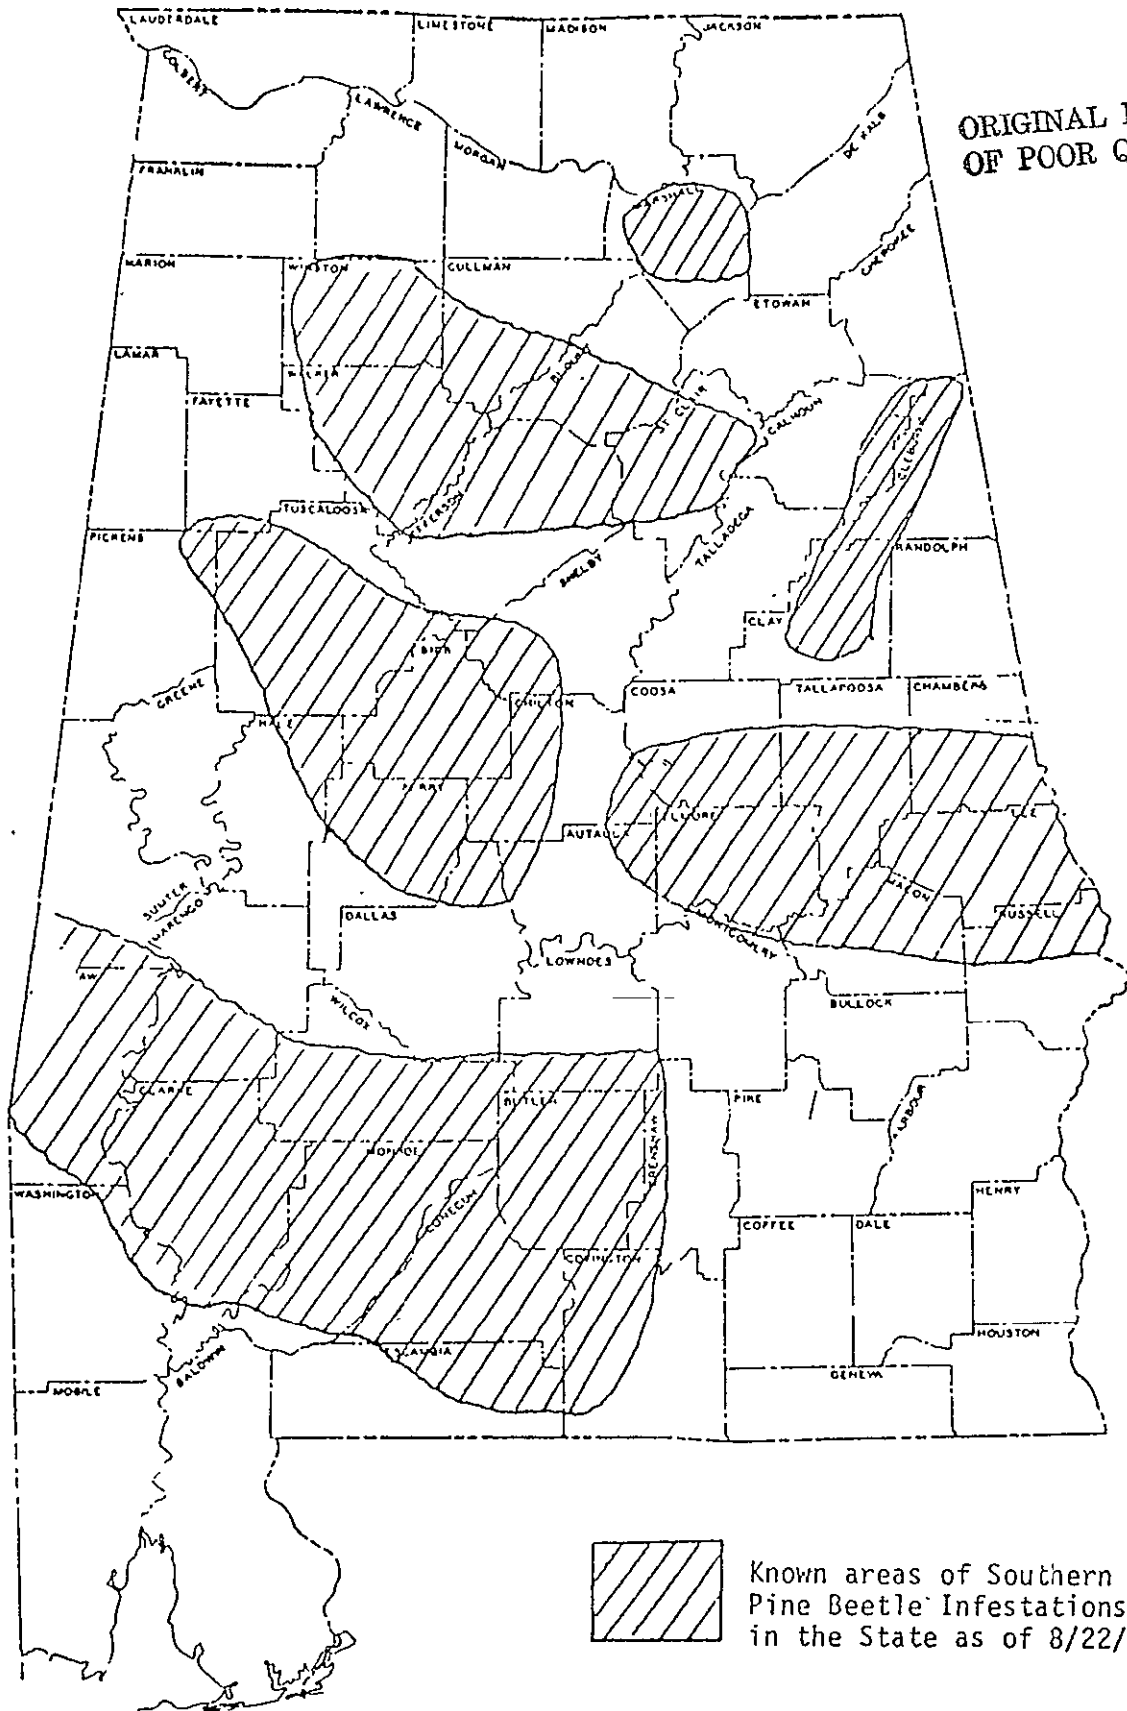 LAUDERDALE
LIMESTONE
MADISON
JACKSON
COLBERT
LAWRENCE
MORGAN
FRANKLIN
DE KALB
ORIGINAL
OF POOR
MARSHALL
CHEROKEE
MARION
WINSTON
CULLMAN
ETOWAH
LAMAR
FAYETTE
WALKER
BLOUNT
ST CLAIR
CALHOUN
CLEBURNE
PICKENS
TUSCALOOSA
JEFFERSON
SHELBY
TALLADEGA
RANDOLPH
CLAY
BIBB
GREENE
HALE
CHILTON
COOSA
TALLAPOOSA
CHAMBERS
PERRY
AUTAUGA
ELMORE
LEE
SUMTER
MARENGO
DALLAS
MACON
RUSSELL
MONTGOMERY
LOWNDES
WILCOX
BULLOCK
CLARKE
BUTLER
PIKE
BARBOUR
CRENSHAW
MONROE
CONECUH
WASHINGTON
COFFEE
DALE
HENRY
COVINGTON
ESCAMBIA
HOUSTON
GENEVA
BALDWIN
MOBILE
Known areas of Southern
Pine Beetle Infestations
in the State as of 8/22/